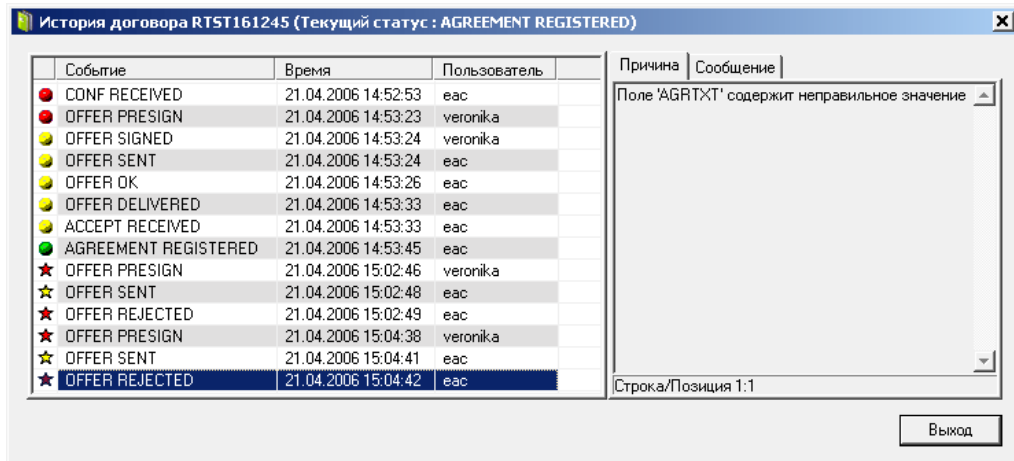 История договора RTST161245 (Текущий статус : AGREEMENT REGISTERED)
Событие Время Пользователь
CONF RECEIVED 21.04.2006 14:52:53 eac
OFFER PRESIGN 21.04.2006 14:53:23 veronika
OFFER SIGNED 21.04.2006 14:53:24 veronika
OFFER SENT 21.04.2006 14:53:24 eac
OFFER OK 21.04.2006 14:53:26 eac
OFFER DELIVERED 21.04.2006 14:53:33 eac
ACCEPT RECEIVED 21.04.2006 14:53:33 eac
AGREEMENT REGISTERED 21.04.2006 14:53:45 eac
OFFER PRESIGN 21.04.2006 15:02:46 veronika
OFFER SENT 21.04.2006 15:02:48 eac
OFFER REJECTED 21.04.2006 15:02:49 eac
OFFER PRESIGN 21.04.2006 15:04:38 veronika
OFFER SENT 21.04.2006 15:04:41 eac
OFFER REJECTED 21.04.2006 15:04:42 eac
Причина Сообщение
Поле 'AGRTXT' содержит неправильное значение
Строка/Позиция 1:1
Выход